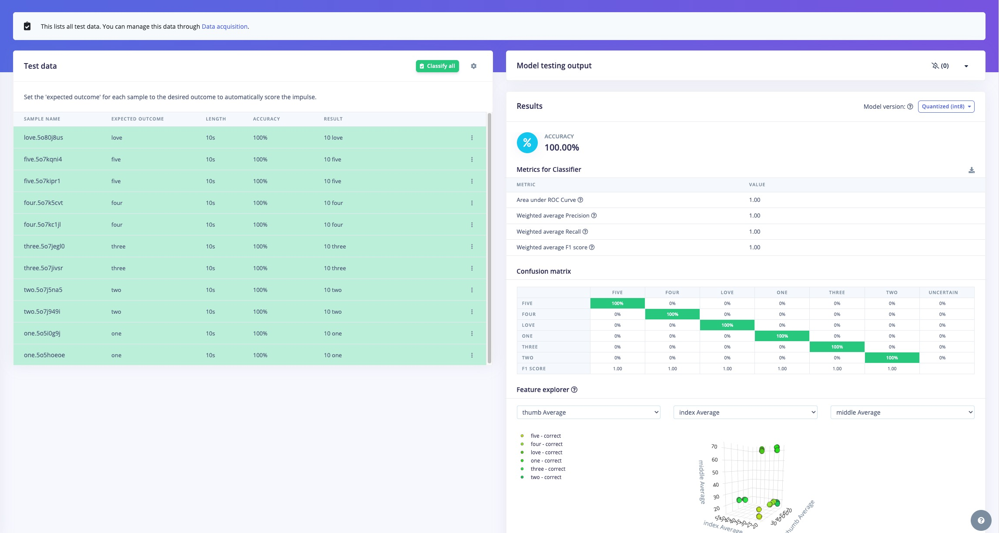 This lists all test data. You can manage this data through Data acquisition.
Test data
Classify all
Set the 'expected outcome' for each sample to the desired outcome to automatically score the impulse.
SAMPLE NAME EXPECTED OUTCOME LENGTH ACCURACY RESULT
love.5o80j8us love 10s 100% 10 love
five.5o7kqni4 five 10s 100% 10 five
five.5o7kipr1 five 10s 100% 10 five
four.5o7k5cvt four 10s 100% 10 four
four.5o7kc1jl four 10s 100% 10 four
three.5o7jegl0 three 10s 100% 10 three
three.5o7jivsr three 10s 100% 10 three
two.5o7j5na5 two 10s 100% 10 two
two.5o7j949i two 10s 100% 10 two
one.5o5i0g9j one 10s 100% 10 one
one.5o5hoeoe one 10s 100% 10 one
Model testing output
(0)
Results
Model version: Quantized (int8)
%
ACCURACY
100.00%
Metrics for Classifier
METRIC VALUE
Area under ROC Curve 1.00
Weighted average Precision 1.00
Weighted average Recall 1.00
Weighted average F1 score 1.00
Confusion matrix
FIVE FOUR LOVE ONE THREE TWO UNCERTAIN
FIVE 100% 0% 0% 0% 0% 0% 0%
FOUR 0% 100% 0% 0% 0% 0% 0%
LOVE 0% 0% 100% 0% 0% 0% 0%
ONE 0% 0% 0% 100% 0% 0% 0%
THREE 0% 0% 0% 0% 100% 0% 0%
TWO 0% 0% 0% 0% 0% 100% 0%
F1 SCORE 1.00 1.00 1.00 1.00 1.00 1.00
Feature explorer
thumb Average
index Average
middle Average
five - correct
four - correct
love - correct
one - correct
three - correct
two - correct
middle Average
70
60
50
40
30
20
55 50 45 40 35 30 25 20
index Average
30 40 50 60 70
thumb Average